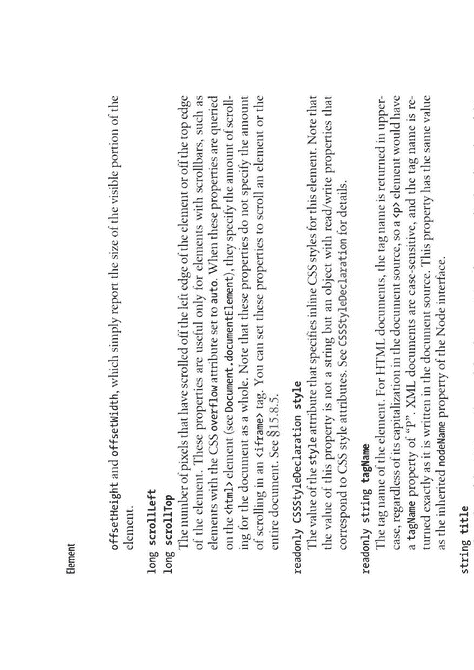 Element
offsetHeight and offsetWidth, which simply report the size of the visible portion of the
element.
long scrollLeft
long scrollTop
The number of pixels that have scrolled off the left edge of the element or off the top edge
of the element. These properties are useful only for elements with scrollbars, such as
elements with the CSS overflow attribute set to auto. When these properties are queried
on the <html> element (see Document.documentElement), they specify the amount of scroll-
ing for the document as a whole. Note that these properties do not specify the amount
of scrolling in an <iframe> tag. You can set these properties to scroll an element or the
entire document. See §15.8.5.
readonly CSSStyleDeclaration style
The value of the style attribute that specifies inline CSS styles for this element. Note that
the value of this property is not a string but an object with read/write properties that
correspond to CSS style attributes. See CSSStyleDeclaration for details.
readonly string tagName
The tag name of the element. For HTML documents, the tag name is returned in upper-
case, regardless of its capitalization in the document source, so a <p> element would have
a tagName property of “P”. XML documents are case-sensitive, and the tag name is re-
turned exactly as it is written in the document source. This property has the same value
as the inherited nodeName property of the Node interface.
string title